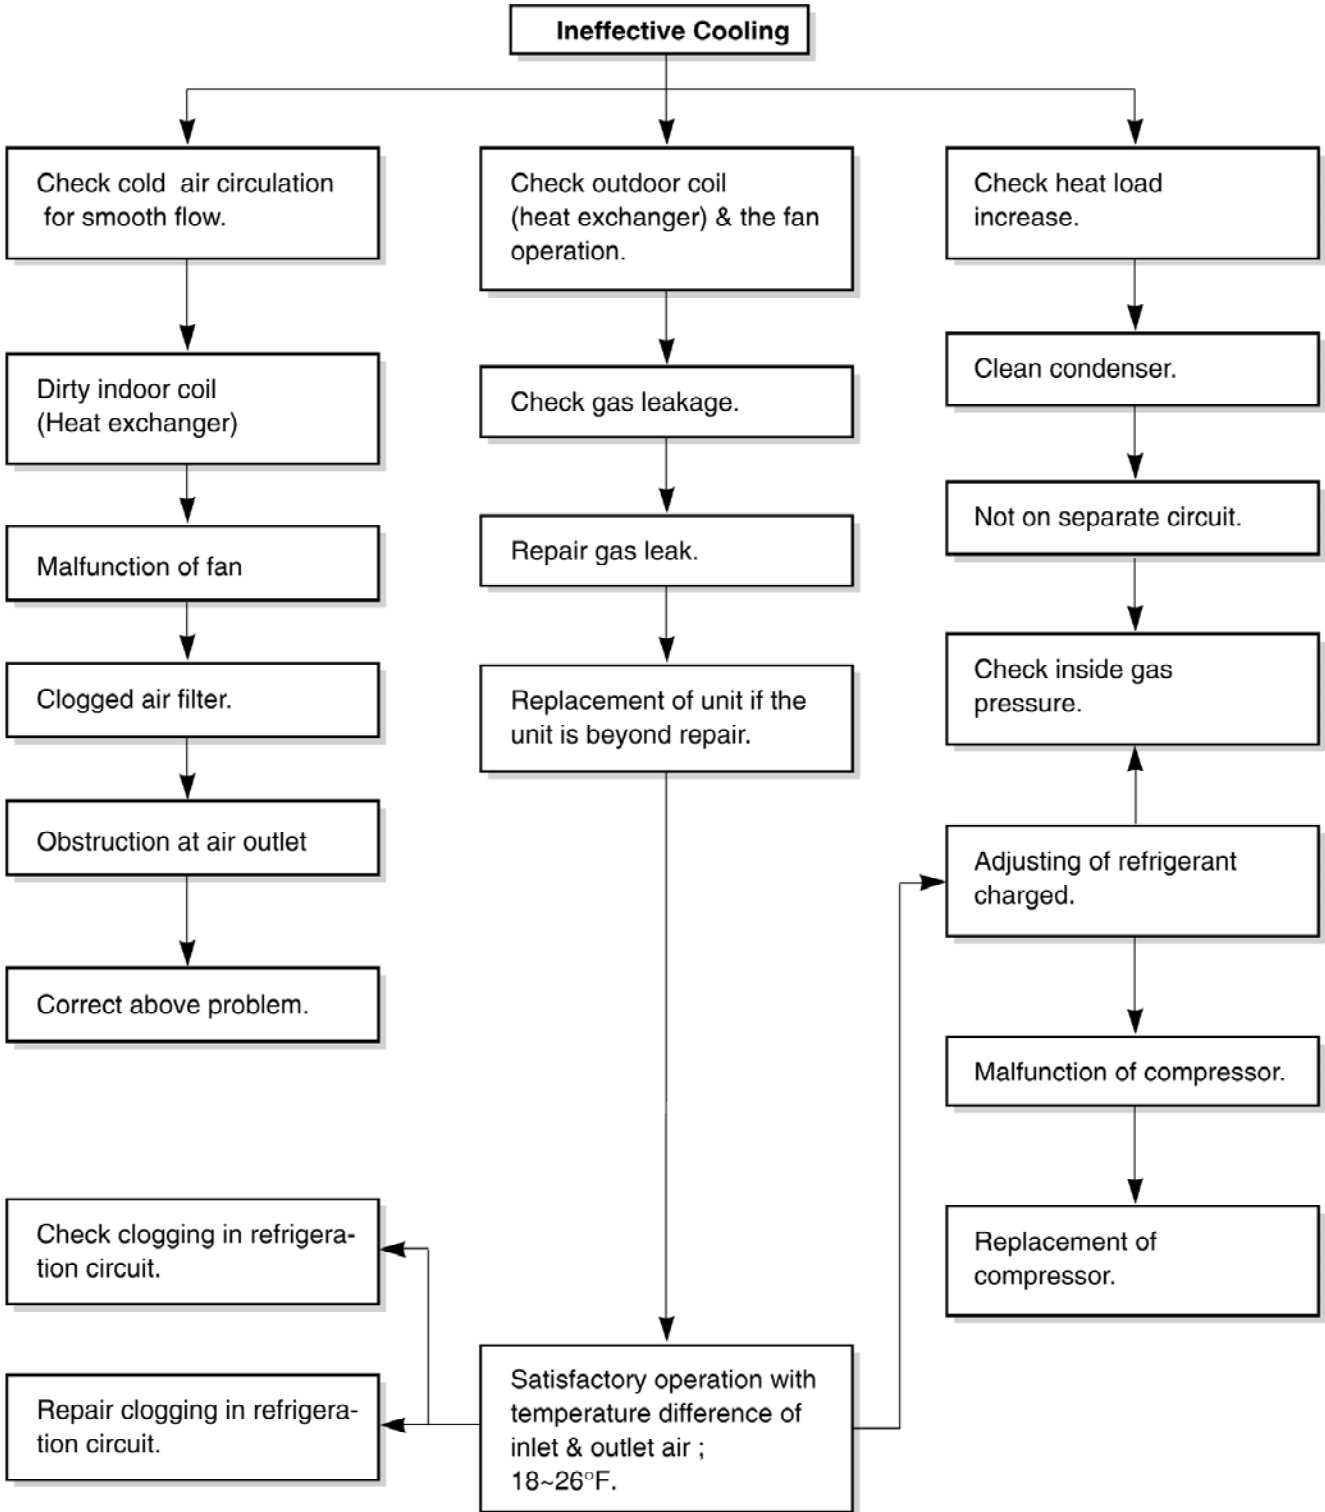 Ineffective Cooling
Check cold air circulation
for smooth flow.
Dirty indoor coil
(Heat exchanger)
Malfunction of fan
Clogged air filter.
Obstruction at air outlet
Correct above problem.
Check outdoor coil
(heat exchanger) & the fan
operation.
Check gas leakage.
Repair gas leak.
Replacement of unit if the
unit is beyond repair.
Check heat load
increase.
Clean condenser.
Not on separate circuit.
Check inside gas
pressure.
Adjusting of refrigerant
charged.
Malfunction of compressor.
Replacement of
compressor.
Check clogging in refrigera-
tion circuit.
Repair clogging in refrigera-
tion circuit.
Satisfactory operation with
temperature difference of
inlet & outlet air ;
18~26°F.